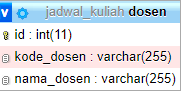 v jadwal_kuliah dosen
id : int(11)
kode_dosen : varchar(255)
nama_dosen : varchar(255)